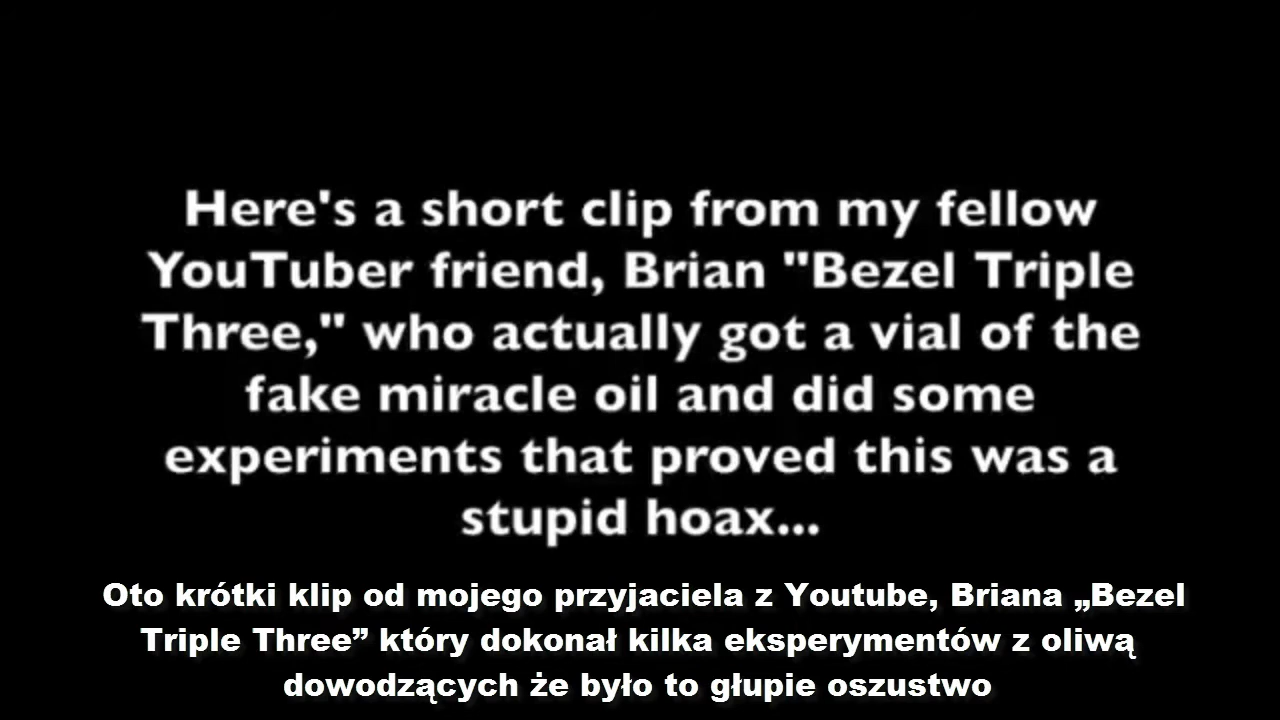 Here's a short clip from my fellow
YouTuber friend, Brian "Bezel Triple
Three," who actually got a vial of the
fake miracle oil and did some
experiments that proved this was a
stupid hoax...
Oto krótki klip od mojego przyjaciela z Youtube, Briana „Bezel
Triple Three” który dokonał kilka eksperymentów z oliwą
dowodzących że było to głupie oszustwo